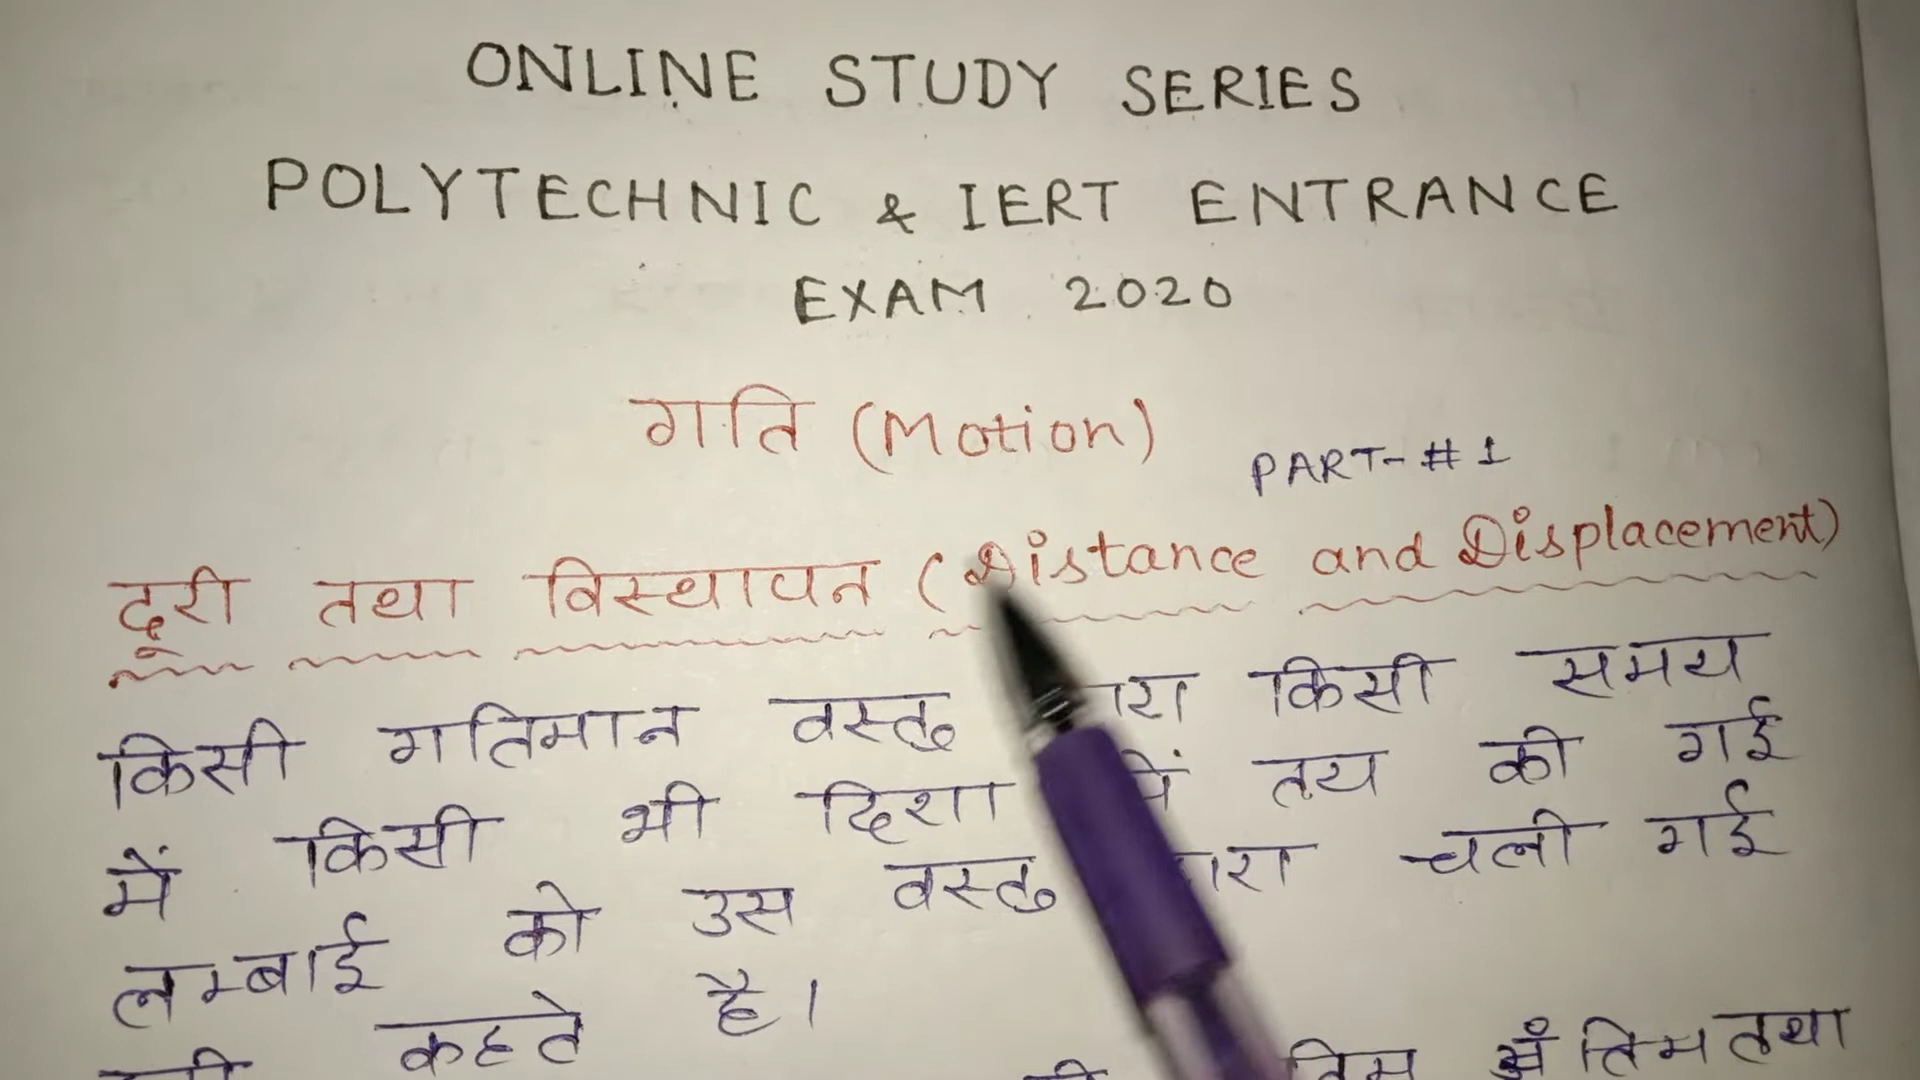 ONLINE STUDY SERIES
POLYTECHNIC & IERT ENTRANCE
EXAM 2020
गति (Motion)
PART-#1
दूरी तथा विस्थापन (Distance and Displacement)
किसी गतिमान वस्तु किसी समय
में किसी भी दिशा में तय की गई
लम्बाई को उस वस्तु चली गई
कहते है।
अंतिम तथा